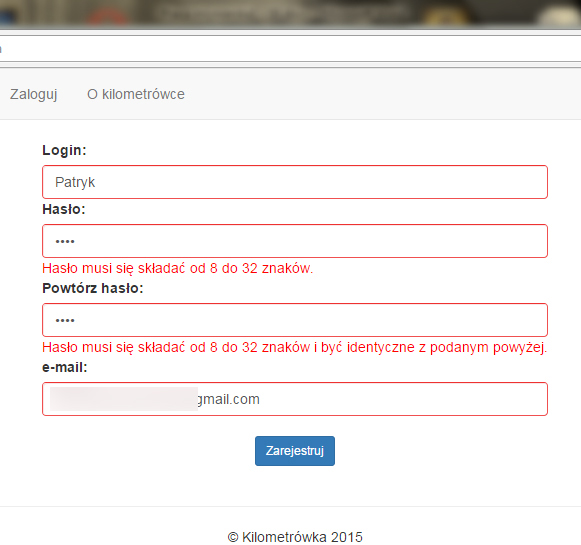 Zaloguj O kilometrówce
Login:
Patryk
Hasło:
••••
Hasło musi się składać od 8 do 32 znaków.
Powtórz hasło:
••••
Hasło musi się składać od 8 do 32 znaków i być identyczne z podanym powyżej.
e-mail:
gmail.com
Zarejestruj
© Kilometrówka 2015